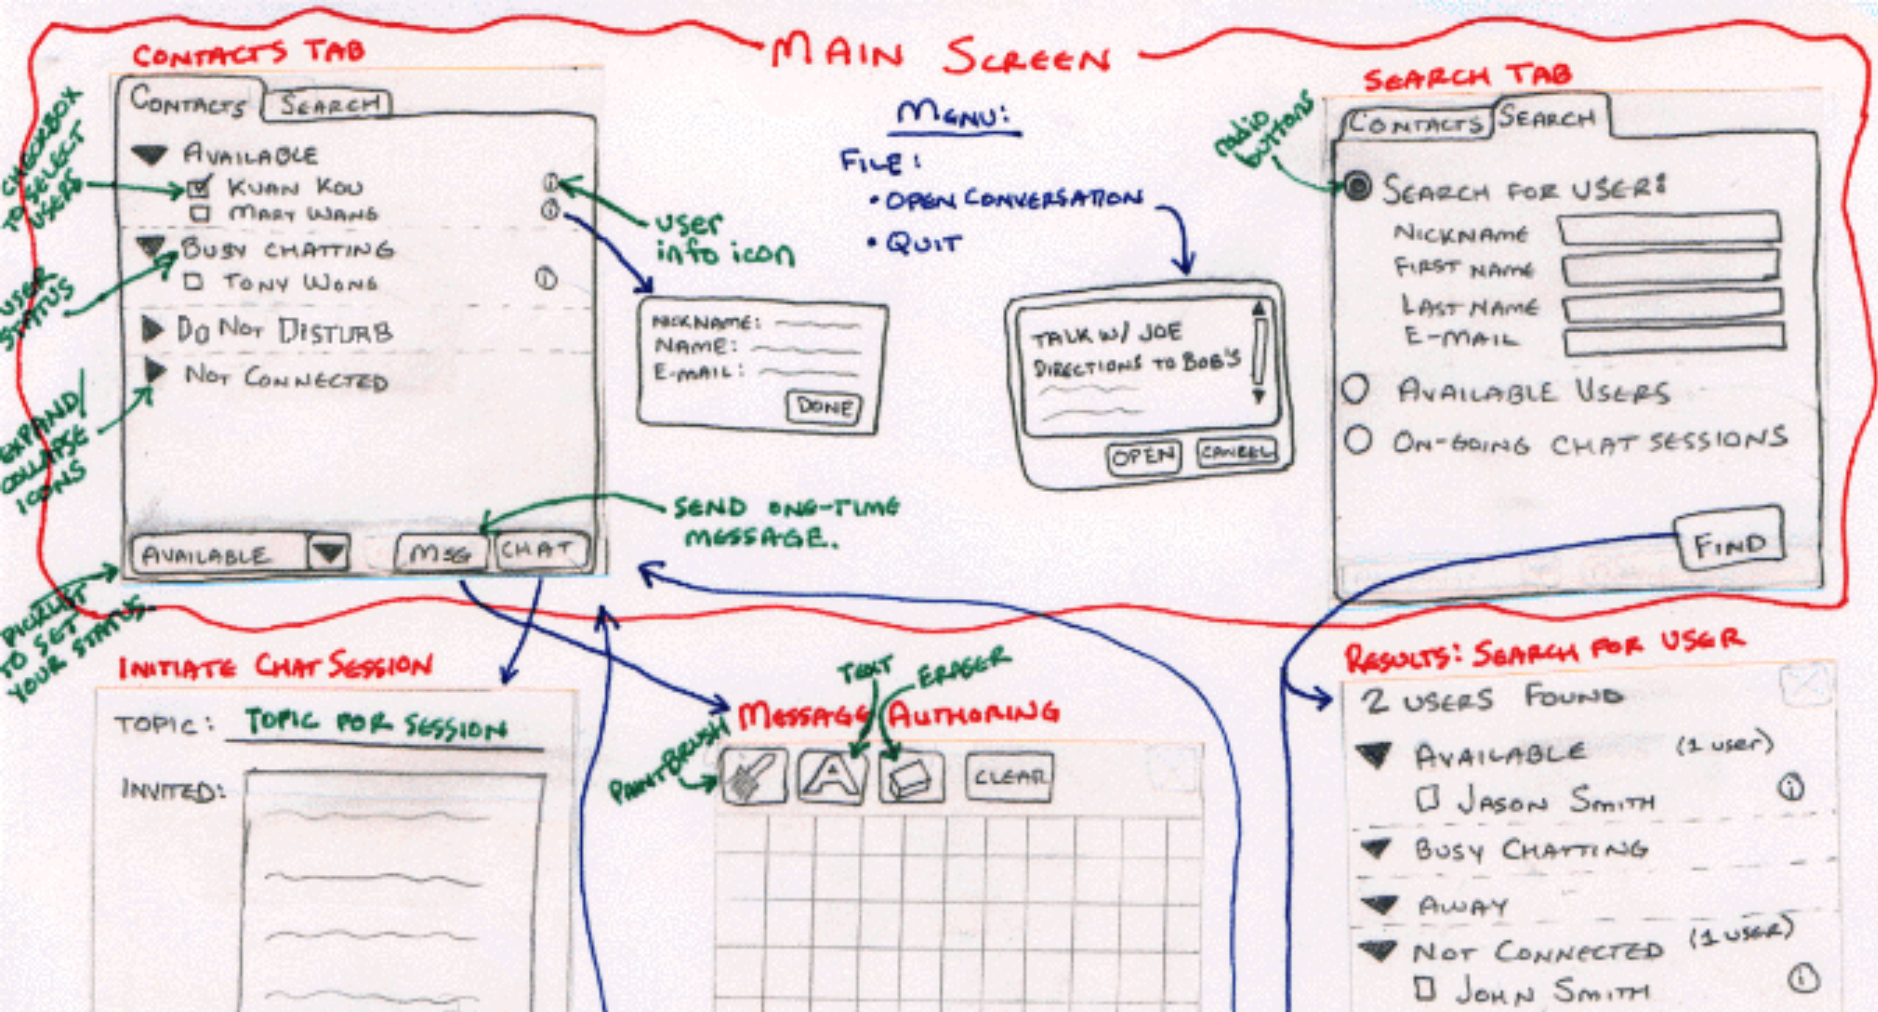 MAIN SCREEN
CONTACTS TAB
CONTACTS
SEARCH
AVAILABLE
KUAN KOU
MARY WANG
BUSY CHATTING
TONY WONG
DO NOT DISTURB
NOT CONNECTED
AVAILABLE
MSG
CHAT
CHECKBOX
TO SELECT
USERS
USER
STATUS
EXPAND/
COLLAPSE
ICONS
PICKLIST
TO SET
YOUR STATUS.
user
info icon
SEND ONE-TIME
MESSAGE.
NICKNAME:
NAME:
E-MAIL:
DONE
MENU:
FILE:
• OPEN CONVERSATION
• QUIT
TALK W/ JOE
DIRECTIONS TO BOB'S
OPEN
CANCEL
SEARCH TAB
radio
buttons
CONTACTS
SEARCH
SEARCH FOR USER:
NICKNAME
FIRST NAME
LAST NAME
E-MAIL
AVAILABLE USERS
ON-GOING CHAT SESSIONS
FIND
INITIATE CHAT SESSION
TOPIC: TOPIC FOR SESSION
INVITED:
MESSAGE AUTHORING
PAINTBRUSH
TEXT
ERASER
A
CLEAR
RESULTS: SEARCH FOR USER
2 USERS FOUND
AVAILABLE (1 user)
JASON SMITH
BUSY CHATTING
AWAY
NOT CONNECTED (1 user)
JOHN SMITH